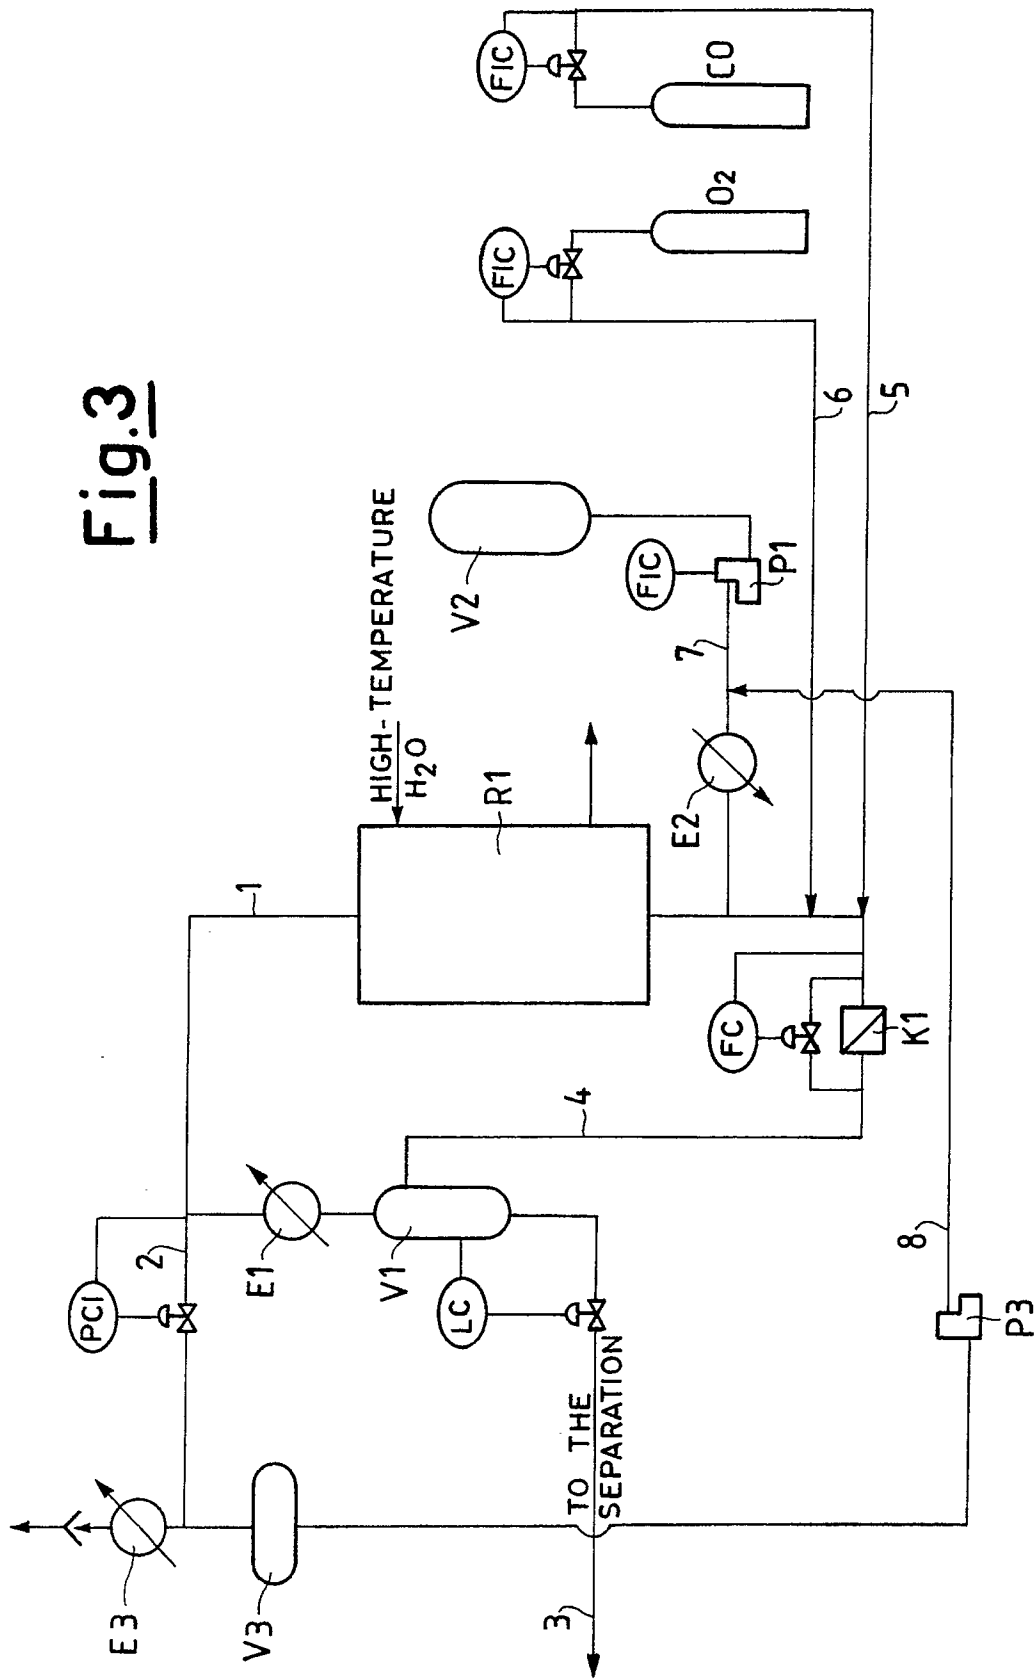 Fig.3
E3
V3
PCI
2
E1
V1
LC
TO THE
SEPARATION
3
1
4
FC
K1
P3
8
HIGH-TEMPERATURE
H2O
R1
E2
7
V2
FIC
P1
6
5
FIC
O2
FIC
CO